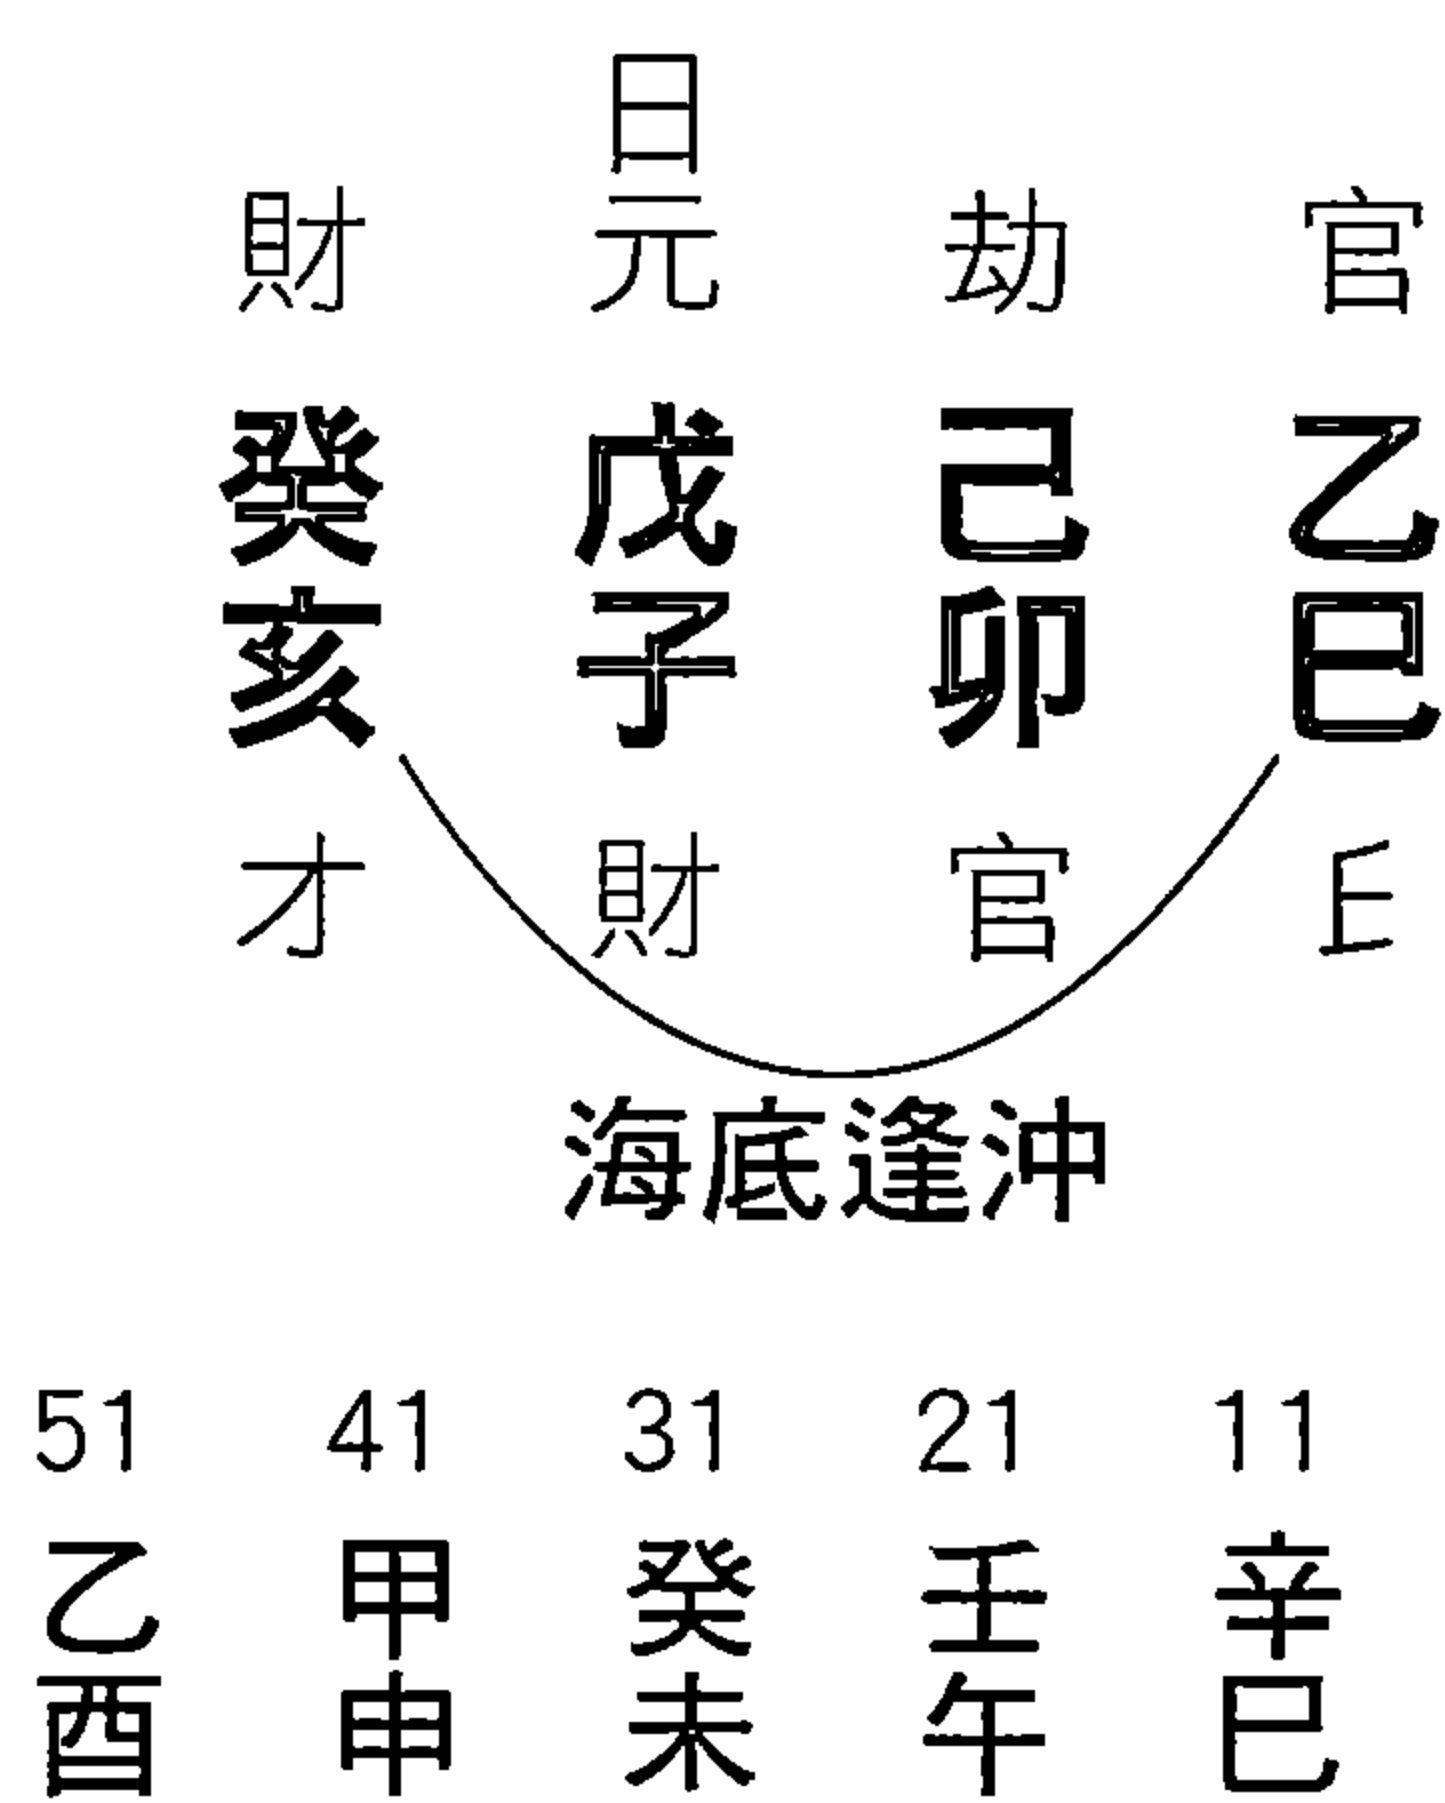 財 日元 劫 官
癸 戊 己 乙
亥 子 卯 巳
才 財 官
海底逢沖
51 41 31 21 11
乙 甲 癸 壬 辛
酉 申 未 午 巳